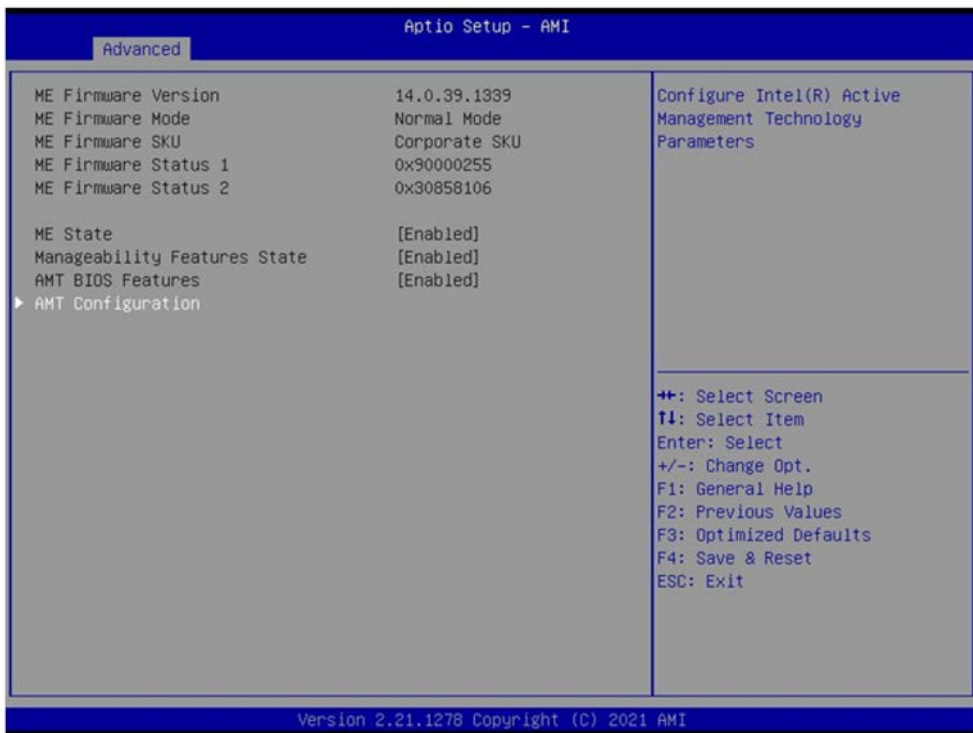 Aptio Setup - AMI
Advanced
ME Firmware Version 14.0.39.1339
ME Firmware Mode Normal Mode
ME Firmware SKU Corporate SKU
ME Firmware Status 1 0x90000255
ME Firmware Status 2 0x30858106
ME State [Enabled]
Manageability Features State [Enabled]
AMT BIOS Features [Enabled]
▶ AMT Configuration
Configure Intel(R) Active
Management Technology
Parameters
→←: Select Screen
↑↓: Select Item
Enter: Select
+/-: Change Opt.
F1: General Help
F2: Previous Values
F3: Optimized Defaults
F4: Save & Reset
ESC: Exit
Version 2.21.1278 Copyright (C) 2021 AMI